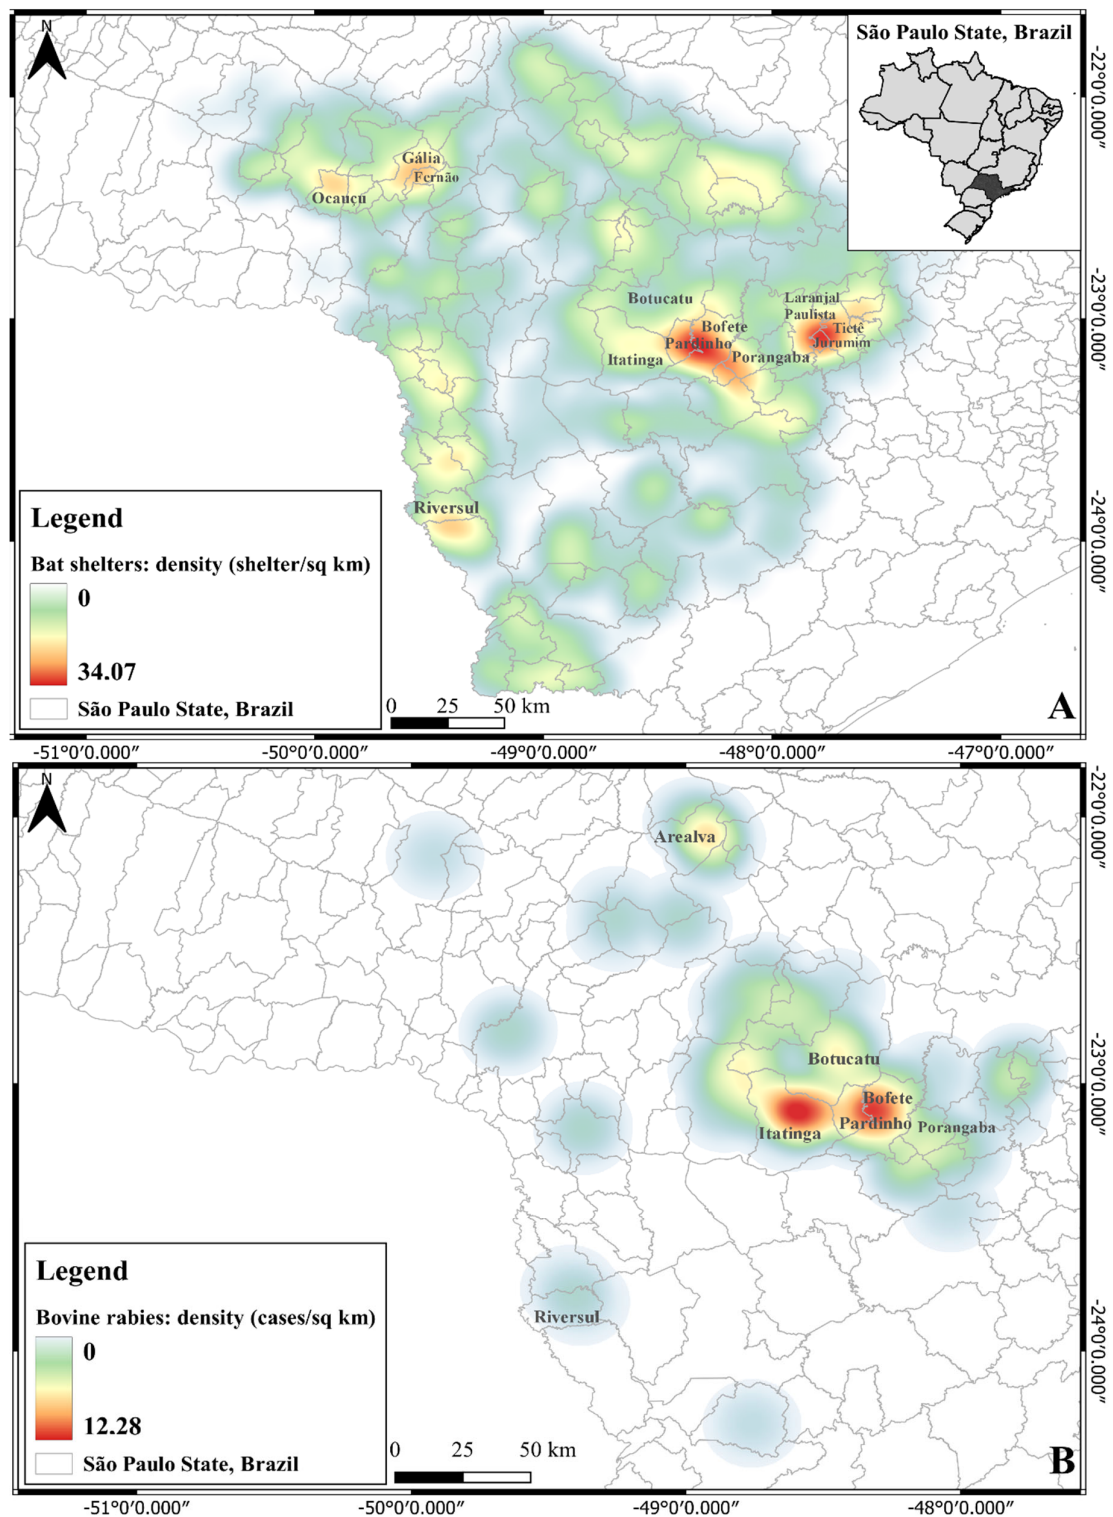 N
São Paulo State, Brazil
-22°0′0.000″
Gália
Fernão
Ocauçu
-23°0′0.000″
Botucatu
Laranjal
Paulista
Bofete
Tietê
Pardinho
Jurumim
Itatinga
Porangaba
Riversul
-24°0′0.000″
Legend
Bat shelters: density (shelter/sq km)
0
34.07
São Paulo State, Brazil
0 25 50 km
A
-51°0′0.000″ -50°0′0.000″ -49°0′0.000″ -48°0′0.000″ -47°0′0.000″
N
-22°0′0.000″
Arealva
-23°0′0.000″
Botucatu
Bofete
Pardinho
Porangaba
Itatinga
Riversul
-24°0′0.000″
Legend
Bovine rabies: density (cases/sq km)
0
12.28
São Paulo State, Brazil
0 25 50 km
B
-51°0′0.000″ -50°0′0.000″ -49°0′0.000″ -48°0′0.000″